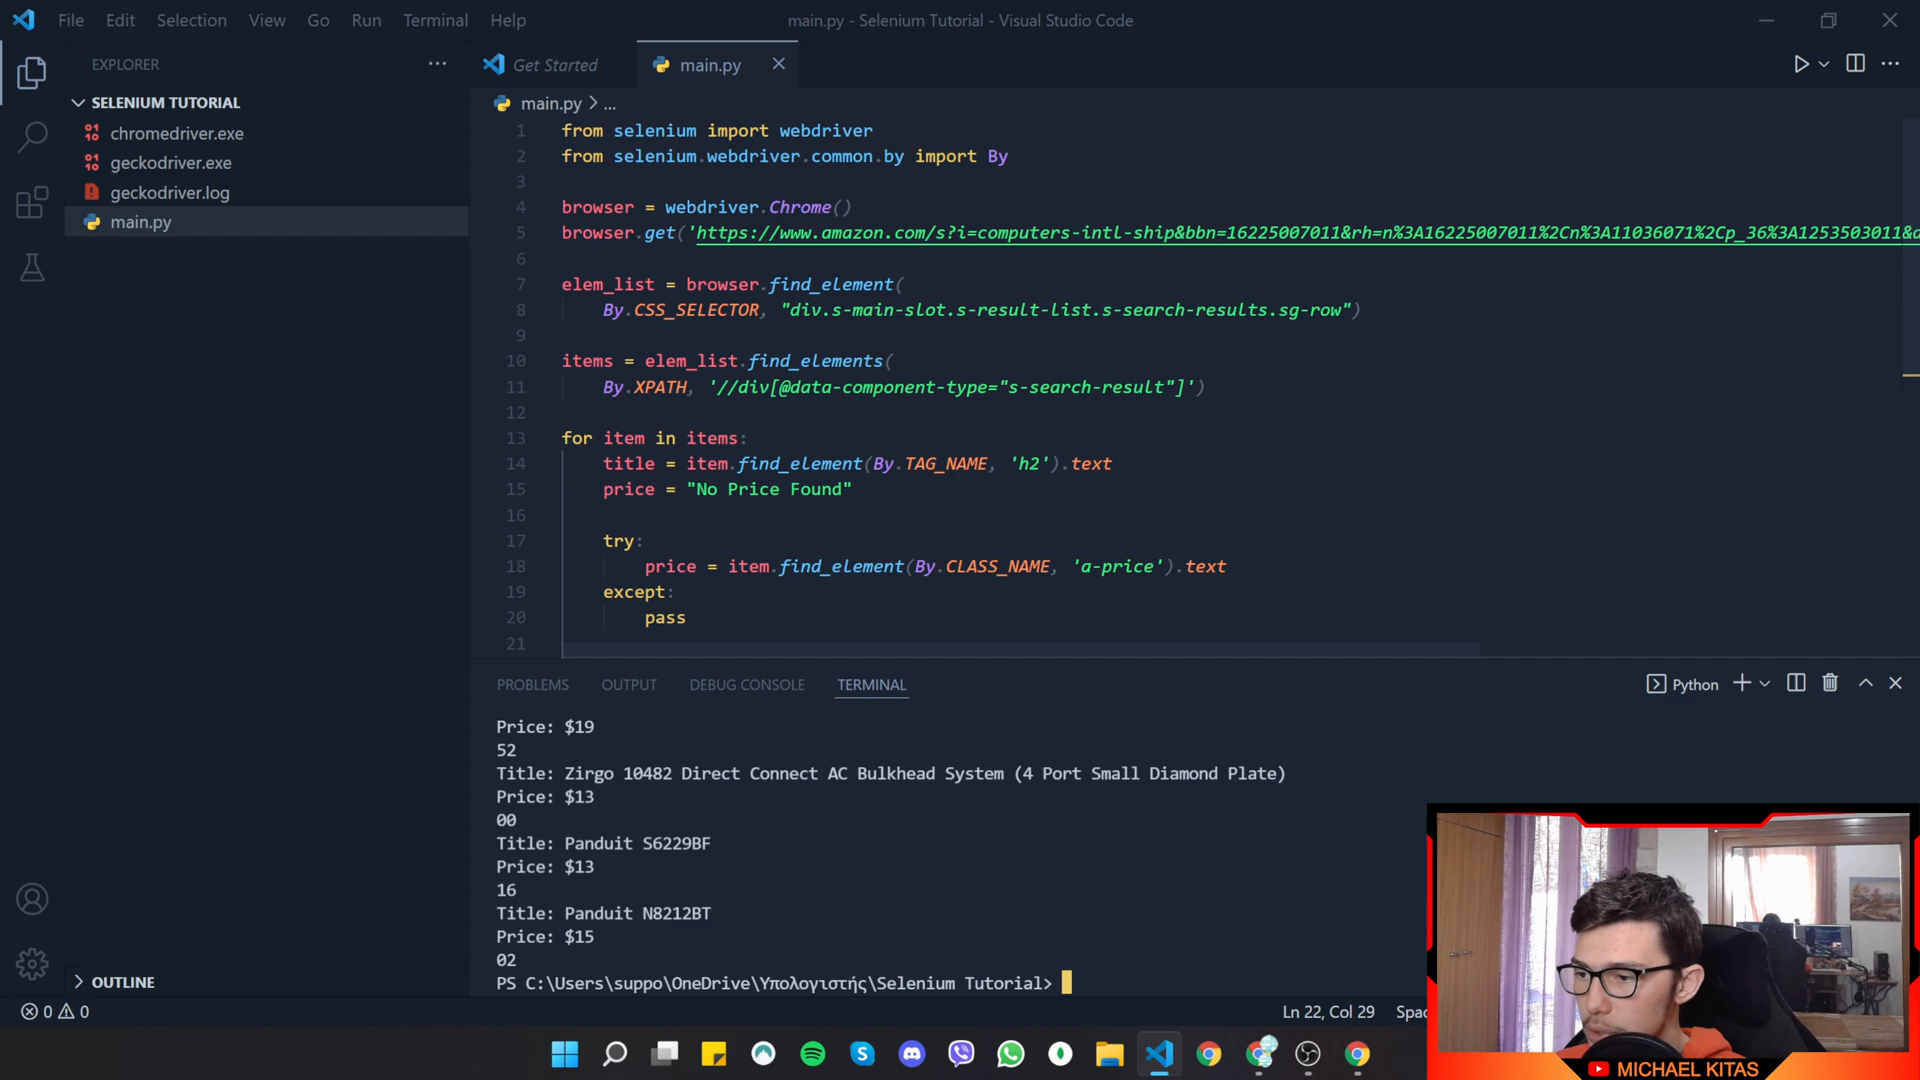 File Edit Selection View Go Run Terminal Help
main.py - Selenium Tutorial - Visual Studio Code
EXPLORER
SELENIUM TUTORIAL
chromedriver.exe
geckodriver.exe
geckodriver.log
main.py
OUTLINE
Get Started
main.py
main.py > ...
1 from selenium import webdriver
2 from selenium.webdriver.common.by import By
3
4 browser = webdriver.Chrome()
5 browser.get('https://www.amazon.com/s?i=computers-intl-ship&bbn=16225007011&rh=n%3A16225007011%2Cn%3A11036071%2Cp_36%3A1253503011&d
6
7 elem_list = browser.find_element(
8 By.CSS_SELECTOR, "div.s-main-slot.s-result-list.s-search-results.sg-row")
9
10 items = elem_list.find_elements(
11 By.XPATH, '//div[@data-component-type="s-search-result"]')
12
13 for item in items:
14 title = item.find_element(By.TAG_NAME, 'h2').text
15 price = "No Price Found"
16
17 try:
18 price = item.find_element(By.CLASS_NAME, 'a-price').text
19 except:
20 pass
21
PROBLEMS OUTPUT DEBUG CONSOLE TERMINAL
Python
Price: $19
52
Title: Zirgo 10482 Direct Connect AC Bulkhead System (4 Port Small Diamond Plate)
Price: $13
00
Title: Panduit S6229BF
Price: $13
16
Title: Panduit N8212BT
Price: $15
02
PS C:\Users\suppo\OneDrive\Υπολογιστής\Selenium Tutorial>
0 0
Ln 22, Col 29 Spac
MICHAEL KITAS